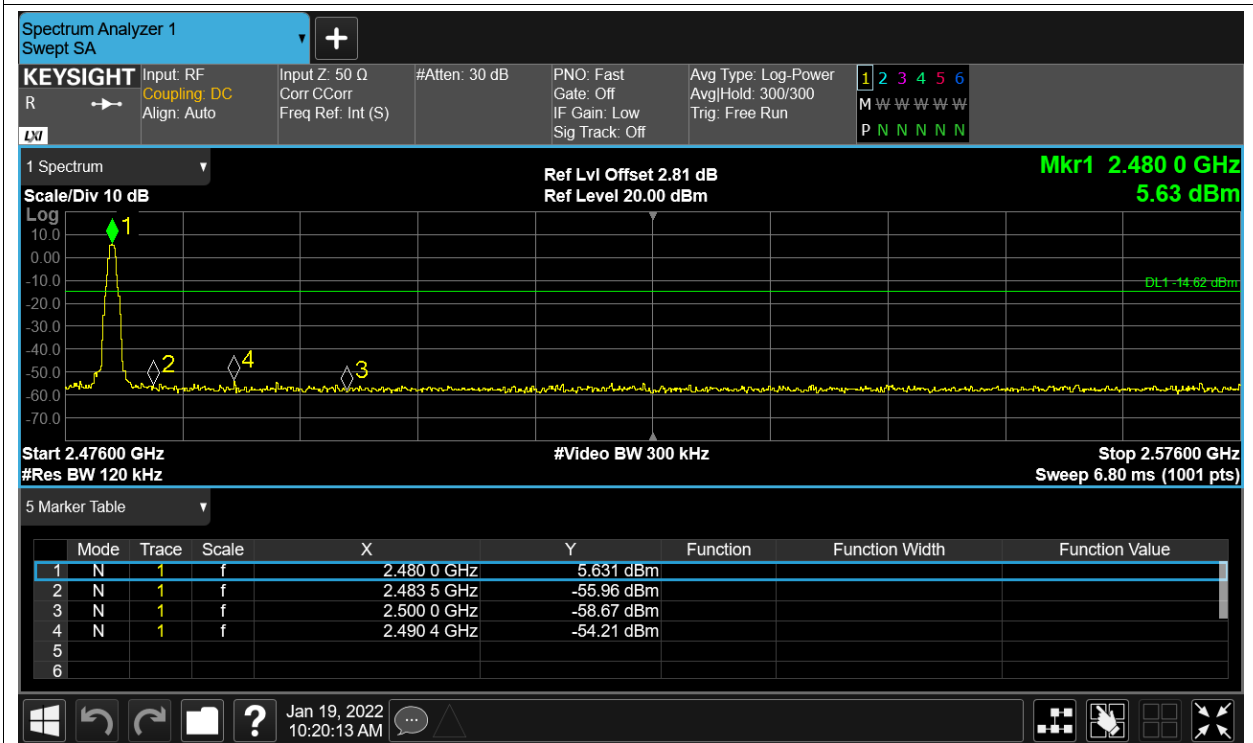 Spectrum Analyzer 1
Swept SA
+
KEYSIGHT Input: RF Input Z: 50 Ω #Atten: 30 dB PNO: Fast Avg Type: Log-Power 1 2 3 4 5 6
R Coupling: DC Corr CCorr Gate: Off Avg|Hold: 300/300 M W W W W W
Align: Auto Freq Ref: Int (S) IF Gain: Low Trig: Free Run
LXI Sig Track: Off P N N N N N
1 Spectrum Ref Lvl Offset 2.81 dB Mkr1 2.480 0 GHz
Scale/Div 10 dB Ref Level 20.00 dBm 5.63 dBm
Log
1
10.0
0.00
-10.0 DL1 -14.62 dBm
-20.0
-30.0
-40.0
2 4 3
-50.0
-60.0
-70.0
Start 2.47600 GHz #Video BW 300 kHz Stop 2.57600 GHz
#Res BW 120 kHz Sweep 6.80 ms (1001 pts)
5 Marker Table
Mode Trace Scale X Y Function Function Width Function Value
1 N 1 f 2.480 0 GHz 5.631 dBm
2 N 1 f 2.483 5 GHz -55.96 dBm
3 N 1 f 2.500 0 GHz -58.67 dBm
4 N 1 f 2.490 4 GHz -54.21 dBm
5
6
? Jan 19, 2022
10:20:13 AM